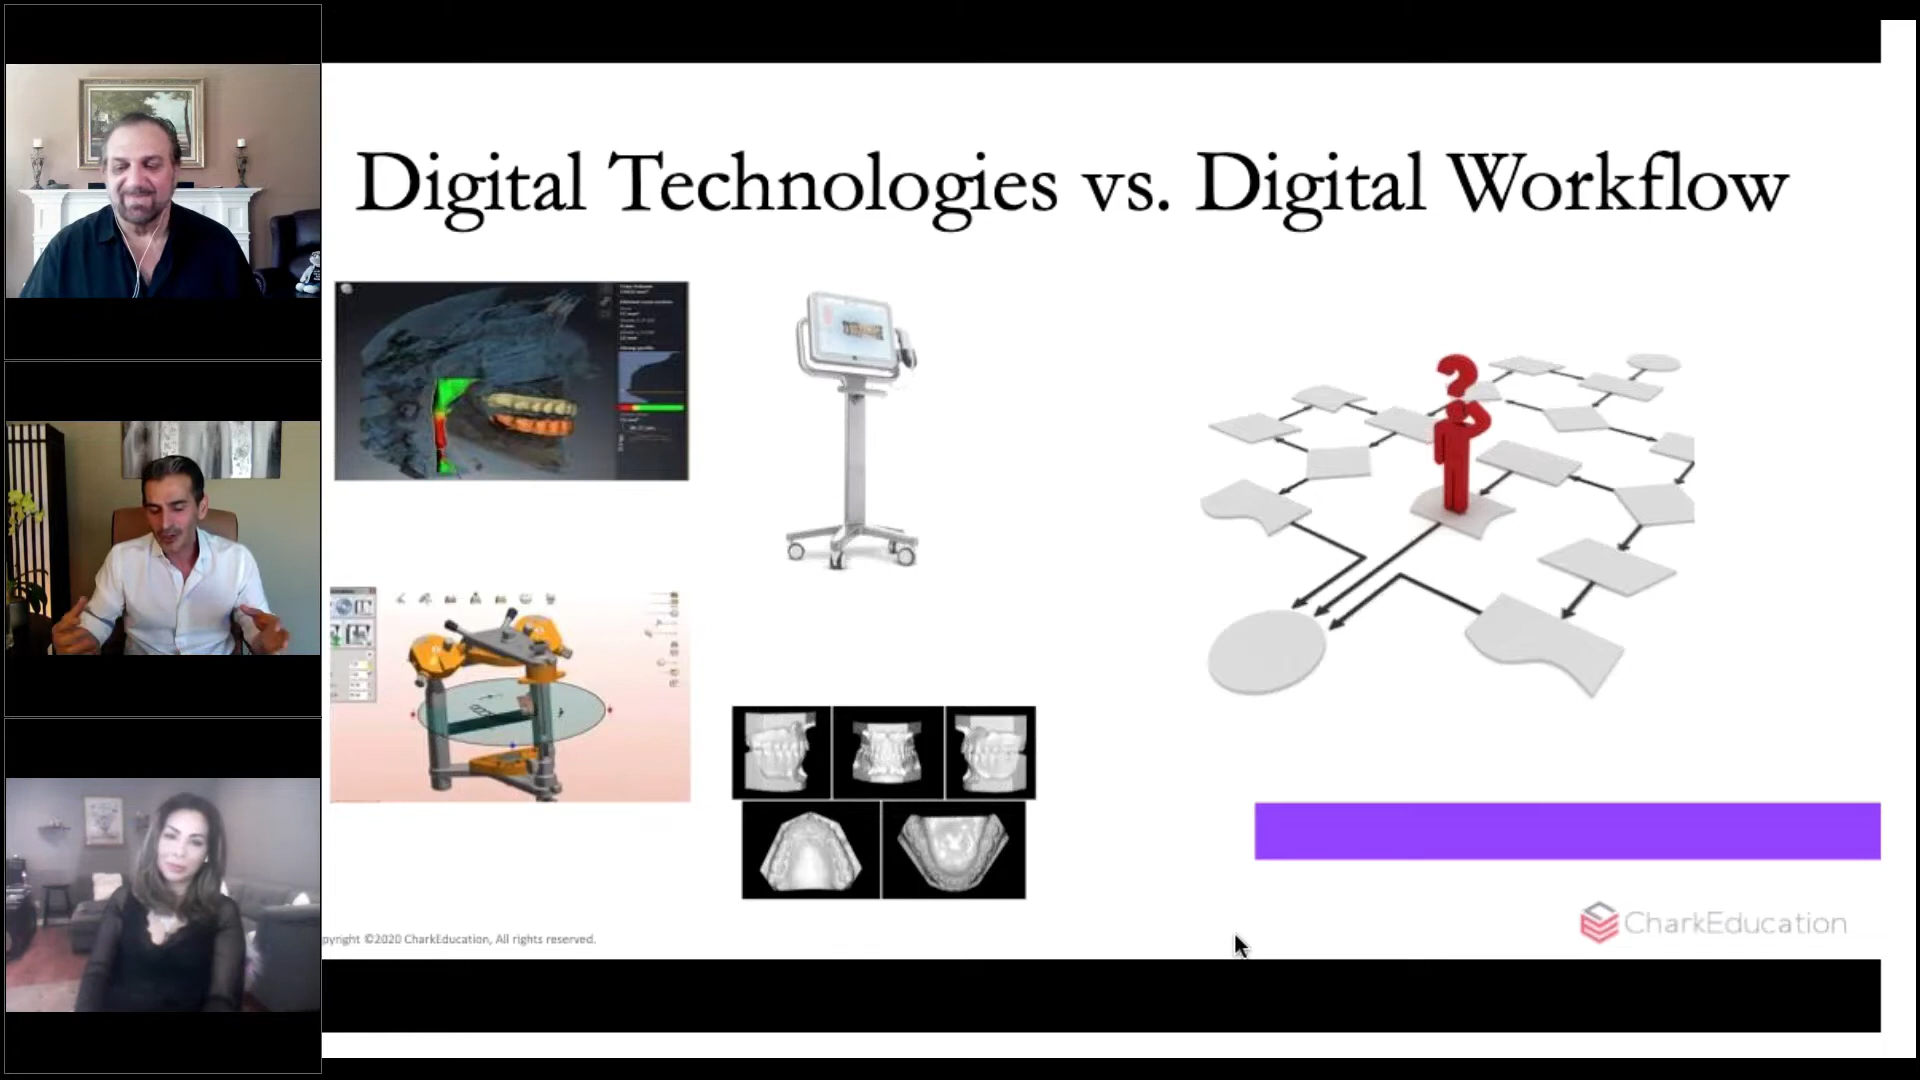 Digital Technologies vs. Digital Workflow
?
pyright ©2020 CharkEducation, All rights reserved.
CharkEducation